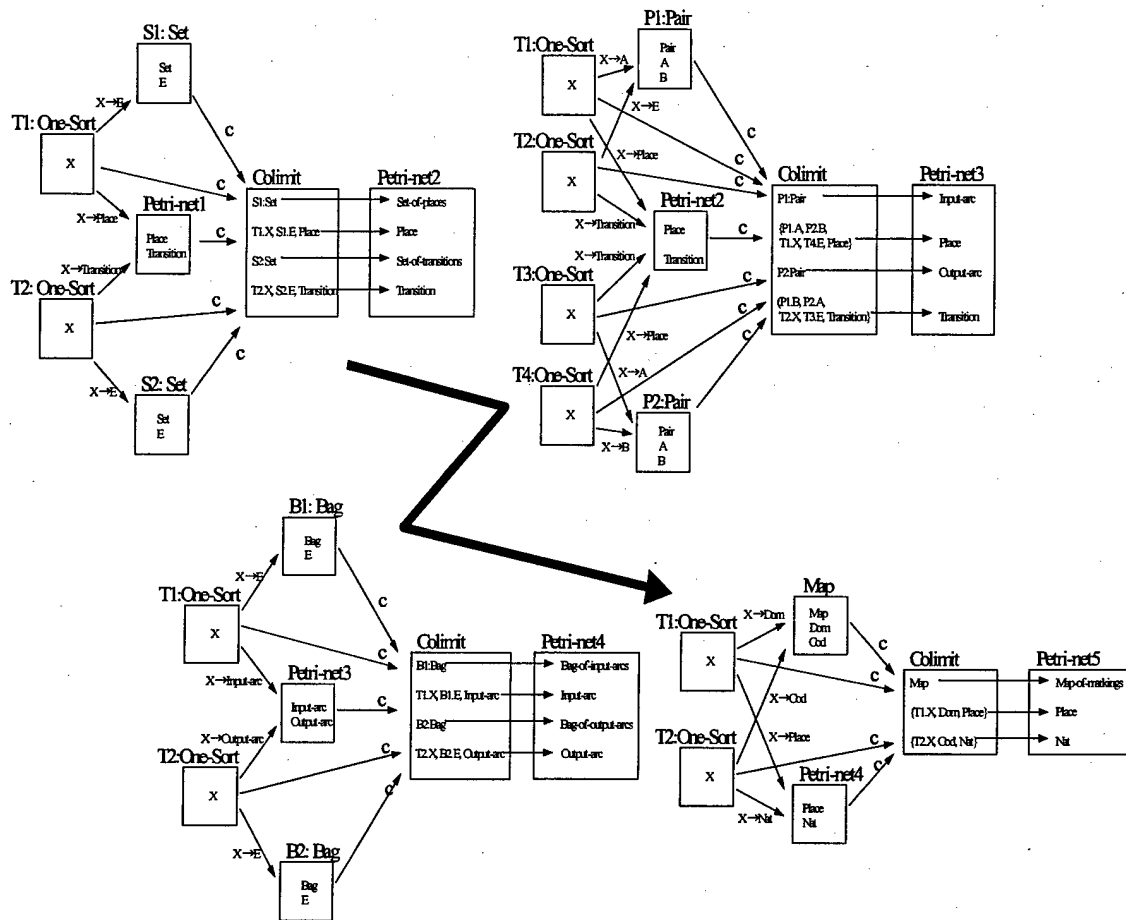 S1: Set
Set
E
X→E
T1: One-Sort
X
c
c
Colimit
Petri-net2
S1:Set
Set-of-places
X→Place
Petri-net1
Place
Transition
c
T1.X, S1.E, Place
Place
S2:Set
Set-of-transitions
X→Transition
T2.X, S2.E, Transition
Transition
T2: One-Sort
X
c
c
X→E
S2: Set
Set
E
P1:Pair
Pair
A
B
T1:One-Sort
X
X→A
X→E
c
c
T2:One-Sort
X
X→Place
c
Colimit
Petri-net3
Petri-net2
P1:Pair
Input-arc
X→Transition
Place
Transition
c
{P1.A, P2.B,
T1.X, T4.E, Place}
Place
X→Transition
P2:Pair
Output-arc
T3:One-Sort
X
c
c
{P1.B, P2.A,
T2.X, T3.E, Transition}
Transition
X→Place
T4:One-Sort
X
X→A
c
P2:Pair
X→B
Pair
A
B
B1: Bag
Bag
E
X→E
T1:One-Sort
X
c
c
Colimit
Petri-net4
B1:Bag
Bag-of-input-arcs
X→Input-arc
Petri-net3
Input-arc
Output-arc
c
T1.X, B1.E, Input-arc
Input-arc
B2:Bag
Bag-of-output-arcs
X→Output-arc
T2.X, B2.E, Output-arc
Output-arc
T2:One-Sort
X
c
c
X→E
B2: Bag
Bag
E
Map
Map
Dom
Cod
T1:One-Sort
X
X→Dom
c
c
Colimit
Petri-net5
Map
Map-of-markings
X→Cod
{T1.X, Dom, Place}
Place
X→Place
T2:One-Sort
X
c
{T2.X, Cod, Nat}
Nat
Petri-net4
c
X→Nat
Place
Nat